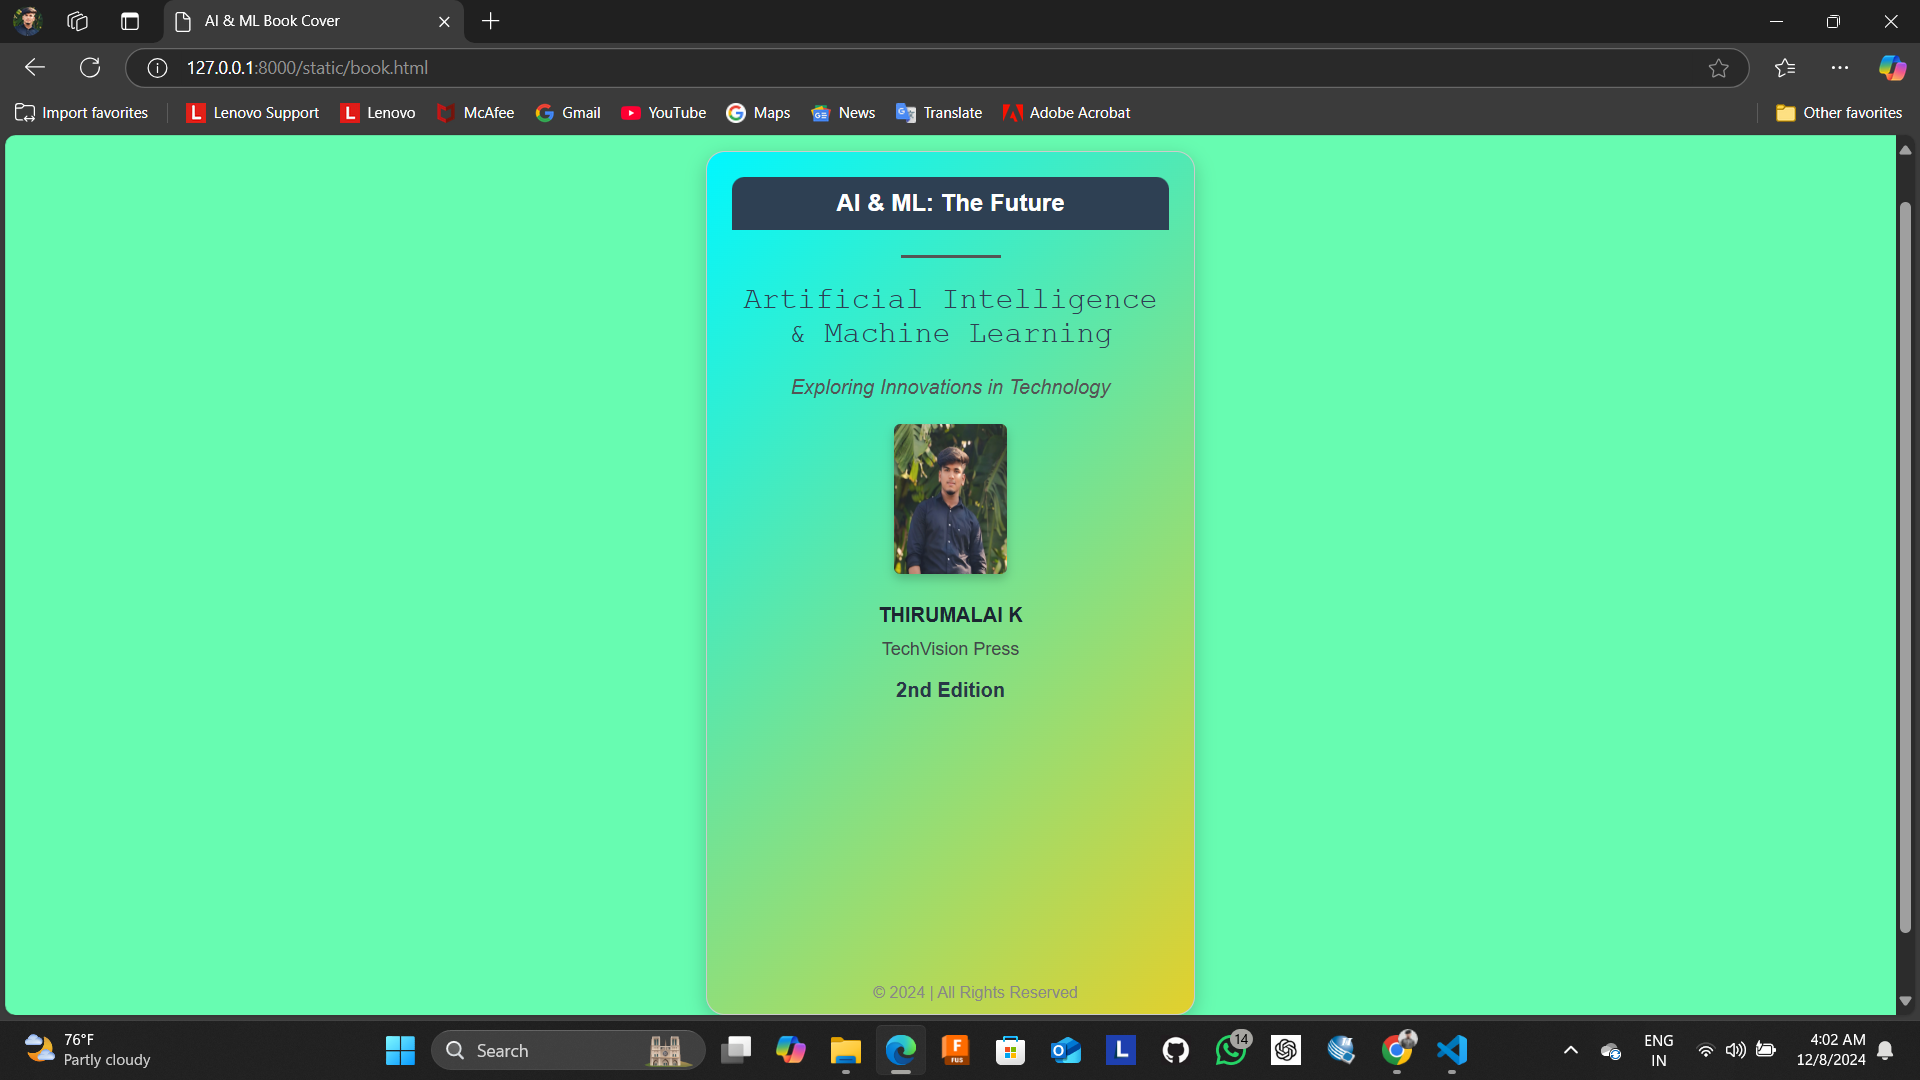 AI & ML Book Cover
127.0.0.1:8000/static/book.html
Import favorites
L Lenovo Support
L Lenovo
McAfee
Gmail
YouTube
Maps
News
Translate
Adobe Acrobat
Other favorites
AI & ML: The Future
Artificial Intelligence
& Machine Learning
Exploring Innovations in Technology
THIRUMALAI K
TechVision Press
2nd Edition
© 2024 | All Rights Reserved
76°F
Partly cloudy
Search
F
FUS
L
14
ENG
IN
4:02 AM
12/8/2024